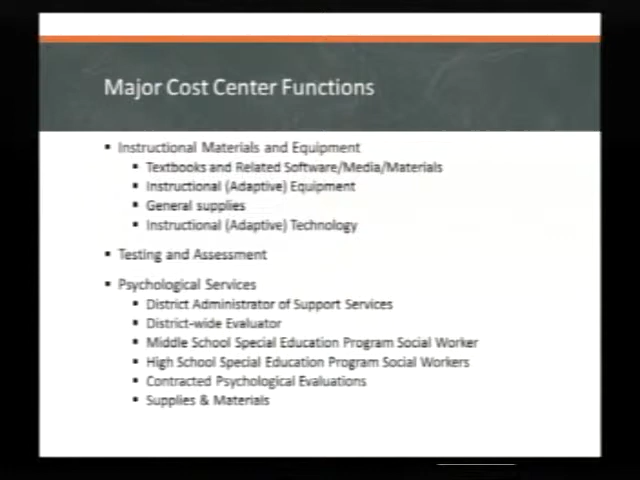 Major Cost Center Functions
Instructional Materials and Equipment
Textbooks and Related Software/Media/Materials
Instructional (Adaptive) Equipment
General supplies
Instructional (Adaptive) Technology
Testing and Assessment
Psychological Services
District Administrator of Support Services
District-wide Evaluator
Middle School Special Education Program Social Worker
High School Special Education Program Social Workers
Contracted Psychological Evaluations
Supplies & Materials